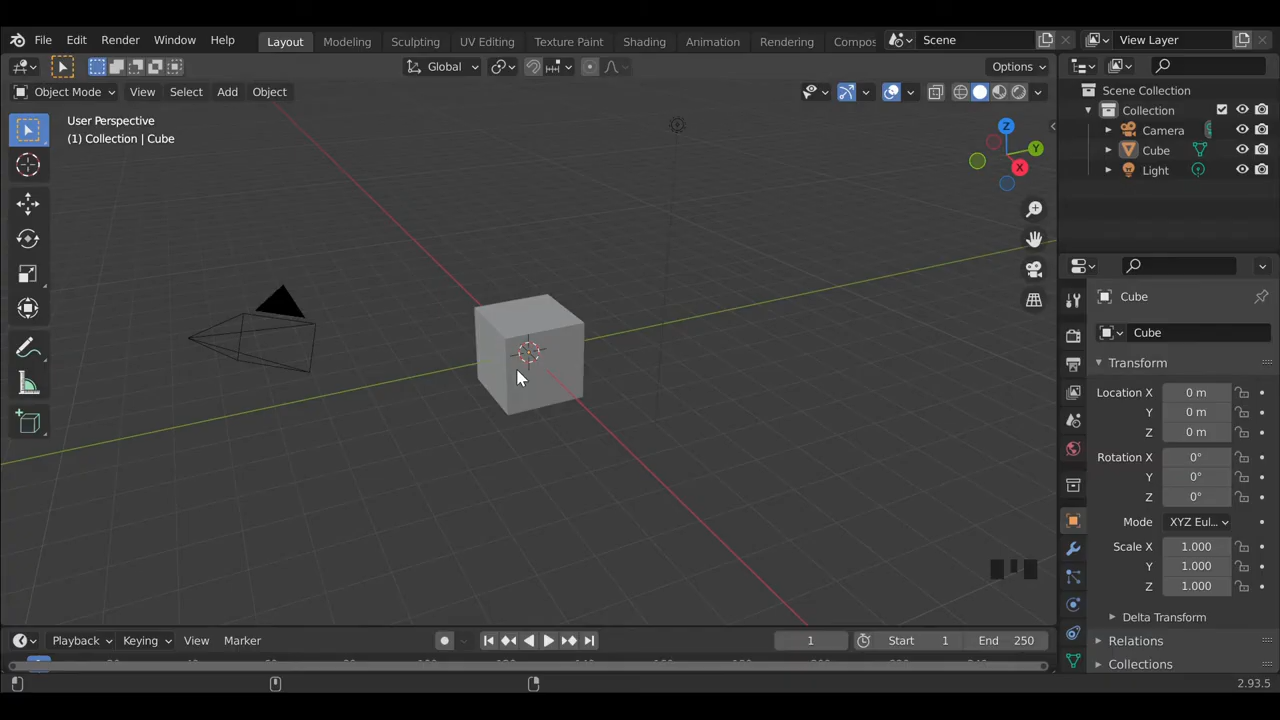 File Edit Render Window Help Layout Modeling Sculpting UV Editing Texture Paint Shading Animation Rendering Compos Scene View Layer
Global Options
Object Mode View Select Add Object
User Perspective
(1) Collection | Cube
Z
Y
X
Scene Collection
Collection
Camera
Cube
Light
Cube
Cube
Transform
Location X 0 m
Y 0 m
Z 0 m
Rotation X 0°
Y 0°
Z 0°
Mode XYZ Eul...
Scale X 1.000
Y 1.000
Z 1.000
Delta Transform
Relations
Collections
Playback Keying View Marker 1 Start 1 End 250
2.93.5